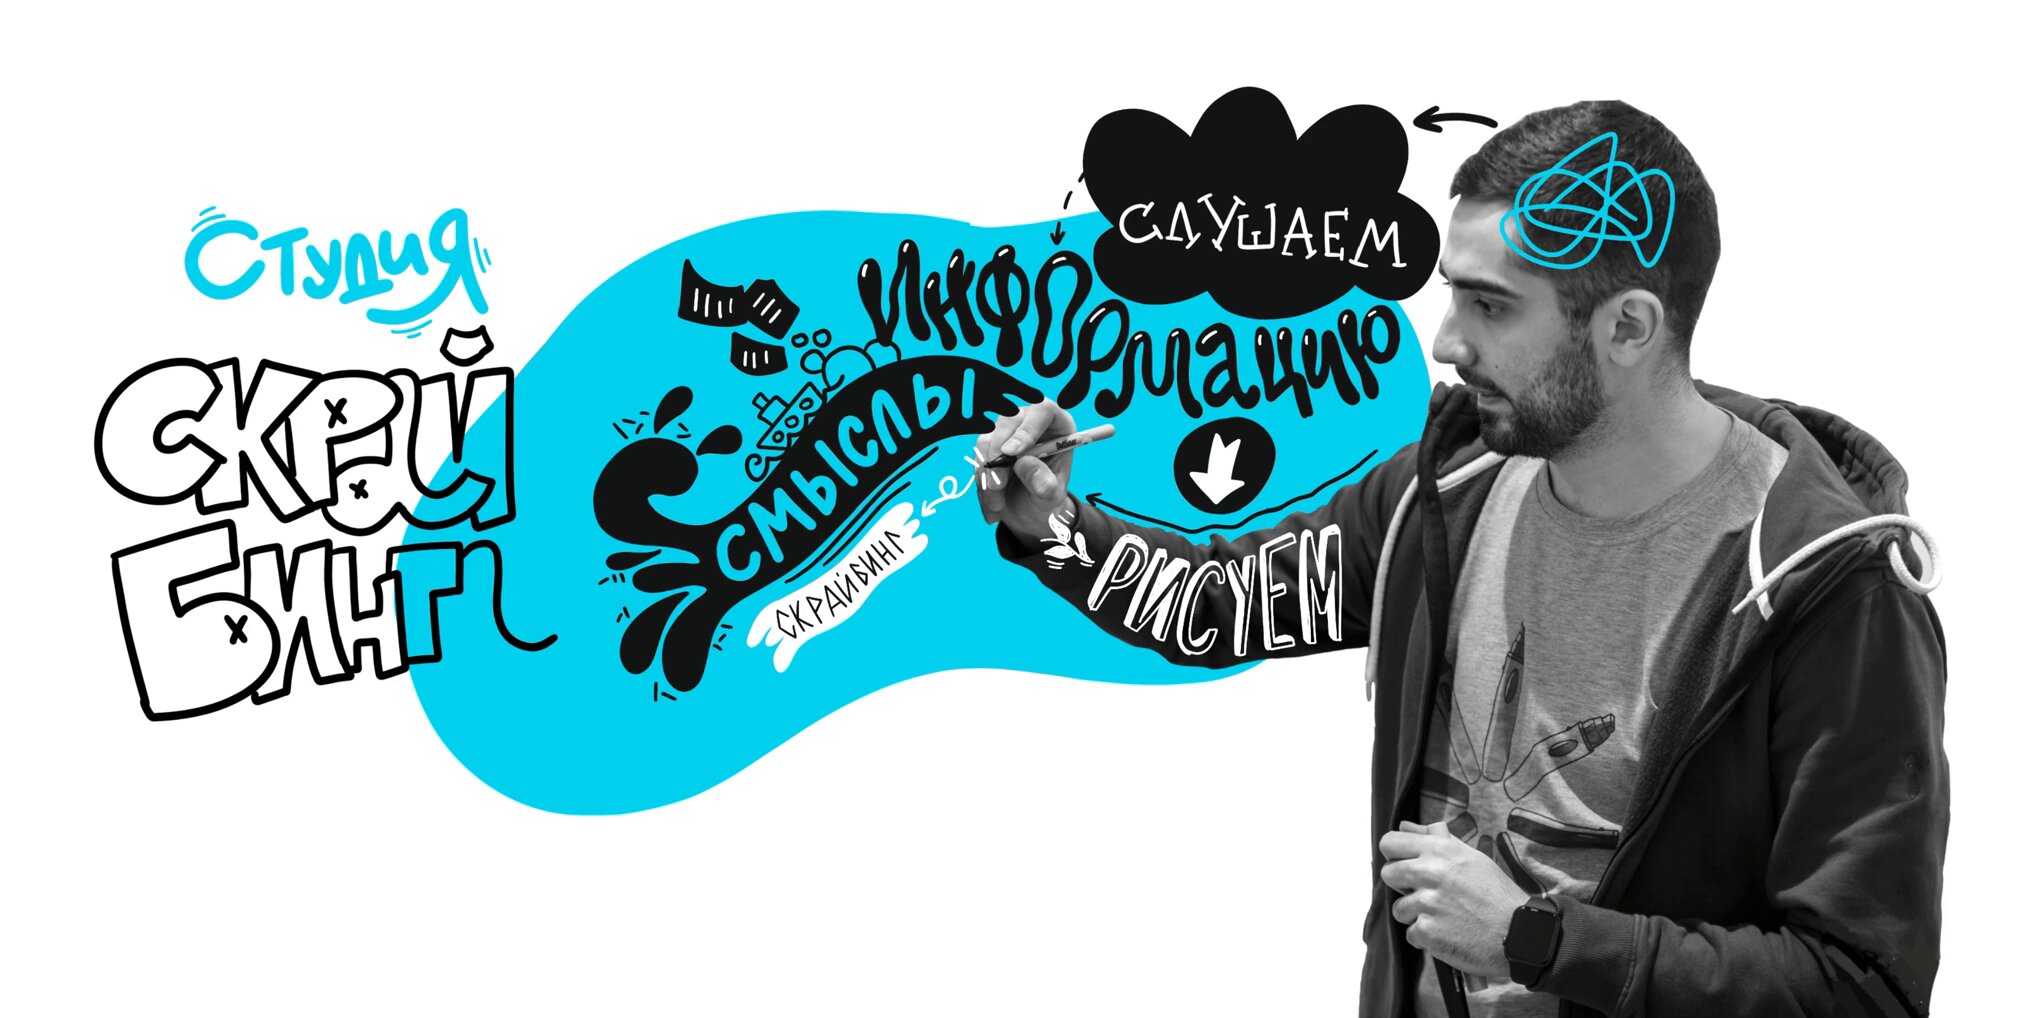 Студия
СКРАЙ
БИНГ
СЛУШАЕМ
ИНФОРМАЦИЮ
СМЫСЛЫ
СКРАЙБИНГ
РИСУЕМ